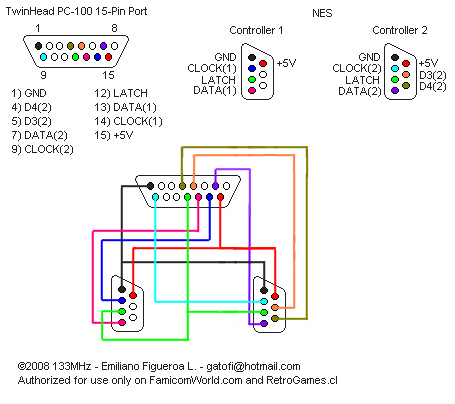 TwinHead PC-100 15-Pin Port
NES
1 8
Controller 1
Controller 2
GND
CLOCK(1)
LATCH
DATA(1)
+5V
GND
CLOCK(2)
LATCH
DATA(2)
+5V
D3(2)
D4(2)
9 15
1) GND
4) D4(2)
5) D3(2)
7) DATA(2)
9) CLOCK(2)
12) LATCH
13) DATA(1)
14) CLOCK(1)
15) +5V
©2008 133MHz - Emiliano Figueroa L. - gatofi@hotmail.com
Authorized for use only on FamicomWorld.com and RetroGames.cl